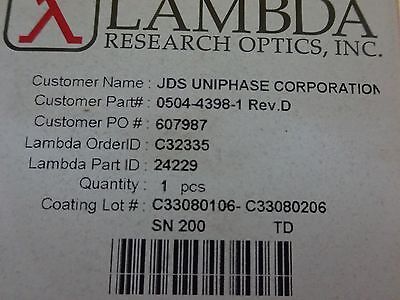 λ LAMBDA
RESEARCH OPTICS, INC.
Customer Name : JDS UNIPHASE CORPORATION
Customer Part# : 0504-4398-1 Rev.D
Customer PO # : 607987
Lambda OrderID : C32335
Lambda Part ID : 24229
Quantity : 1 pcs
Coating Lot # : C33080106- C33080206
SN 200 TD